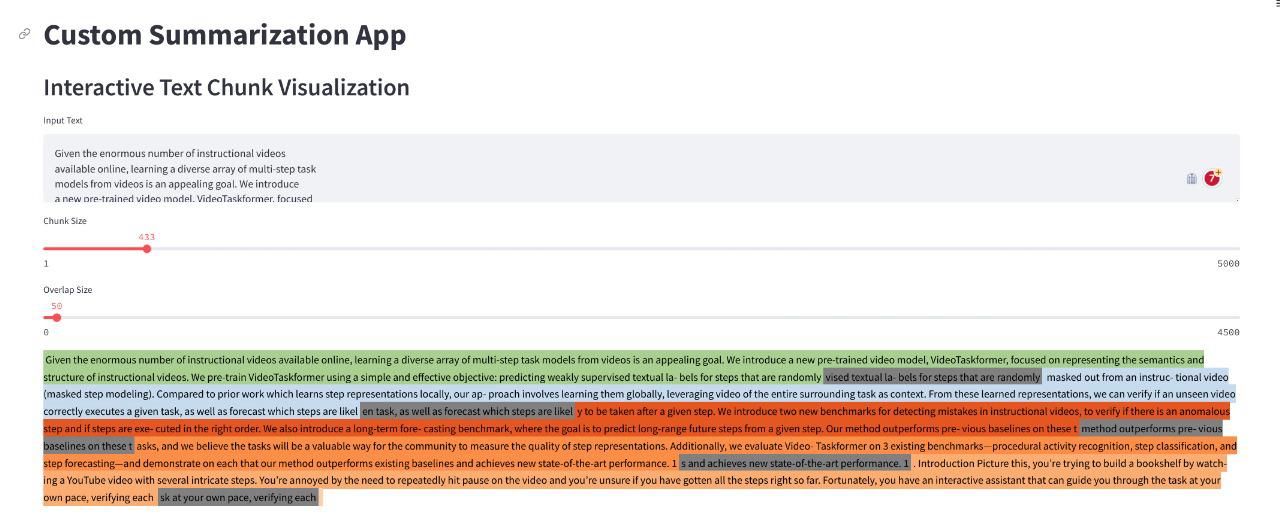 Custom Summarization App
Interactive Text Chunk Visualization
Input Text
Given the enormous number of instructional videos
available online, learning a diverse array of multi-step task
models from videos is an appealing goal. We introduce
a new pre-trained video model, VideoTaskformer, focused
7
Chunk Size
433
1 5000
Overlap Size
50
0 4500
Given the enormous number of instructional videos available online, learning a diverse array of multi-step task models from videos is an appealing goal. We introduce a new pre-trained video model, VideoTaskformer, focused on representing the semantics and
structure of instructional videos. We pre-train VideoTaskformer using a simple and effective objective: predicting weakly supervised textual la- bels for steps that are randomly vised textual la- bels for steps that are randomly masked out from an instruc- tional video
(masked step modeling). Compared to prior work which learns step representations locally, our ap- proach involves learning them globally, leveraging video of the entire surrounding task as context. From these learned representations, we can verify if an unseen video
correctly executes a given task, as well as forecast which steps are likel en task, as well as forecast which steps are likel y to be taken after a given step. We introduce two new benchmarks for detecting mistakes in instructional videos, to verify if there is an anomalous
step and if steps are exe- cuted in the right order. We also introduce a long-term fore- casting benchmark, where the goal is to predict long-range future steps from a given step. Our method outperforms pre- vious baselines on these t method outperforms pre- vious
baselines on these t asks, and we believe the tasks will be a valuable way for the community to measure the quality of step representations. Additionally, we evaluate Video- Taskformer on 3 existing benchmarks—procedural activity recognition, step classification, and
step forecasting—and demonstrate on each that our method outperforms existing baselines and achieves new state-of-the-art performance. 1 s and achieves new state-of-the-art performance. 1 . Introduction Picture this, you're trying to build a bookshelf by watch-
ing a YouTube video with several intricate steps. You're annoyed by the need to repeatedly hit pause on the video and you're unsure if you have gotten all the steps right so far. Fortunately, you have an interactive assistant that can guide you through the task at your
own pace, verifying each sk at your own pace, verifying each